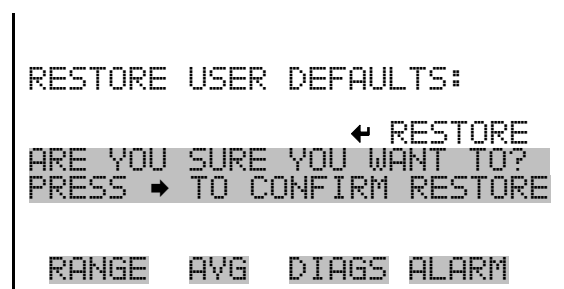 RESTORE USER DEFAULTS:
↵ RESTORE
ARE YOU SURE YOU WANT TO?
PRESS → TO CONFIRM RESTORE
RANGE AVG DIAGS ALARM